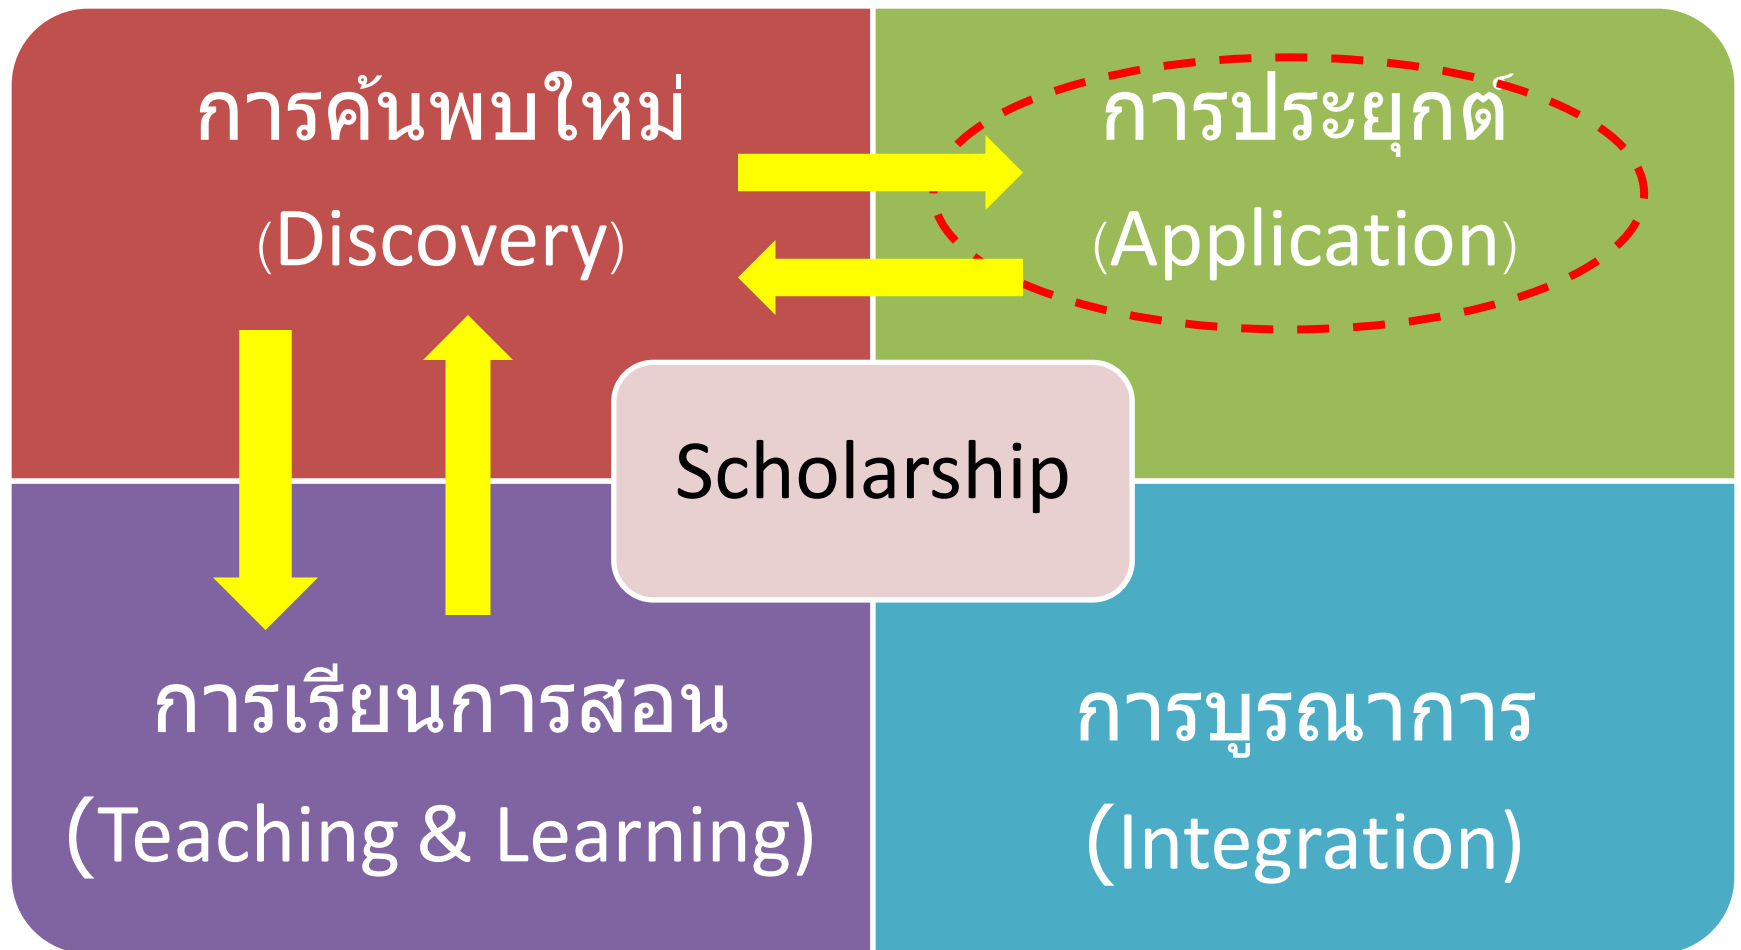 การค้นพบใหม่
(Discovery)
การประยุกต์
(Application)
Scholarship
การเรียนการสอน
(Teaching & Learning)
การบูรณาการ
(Integration)